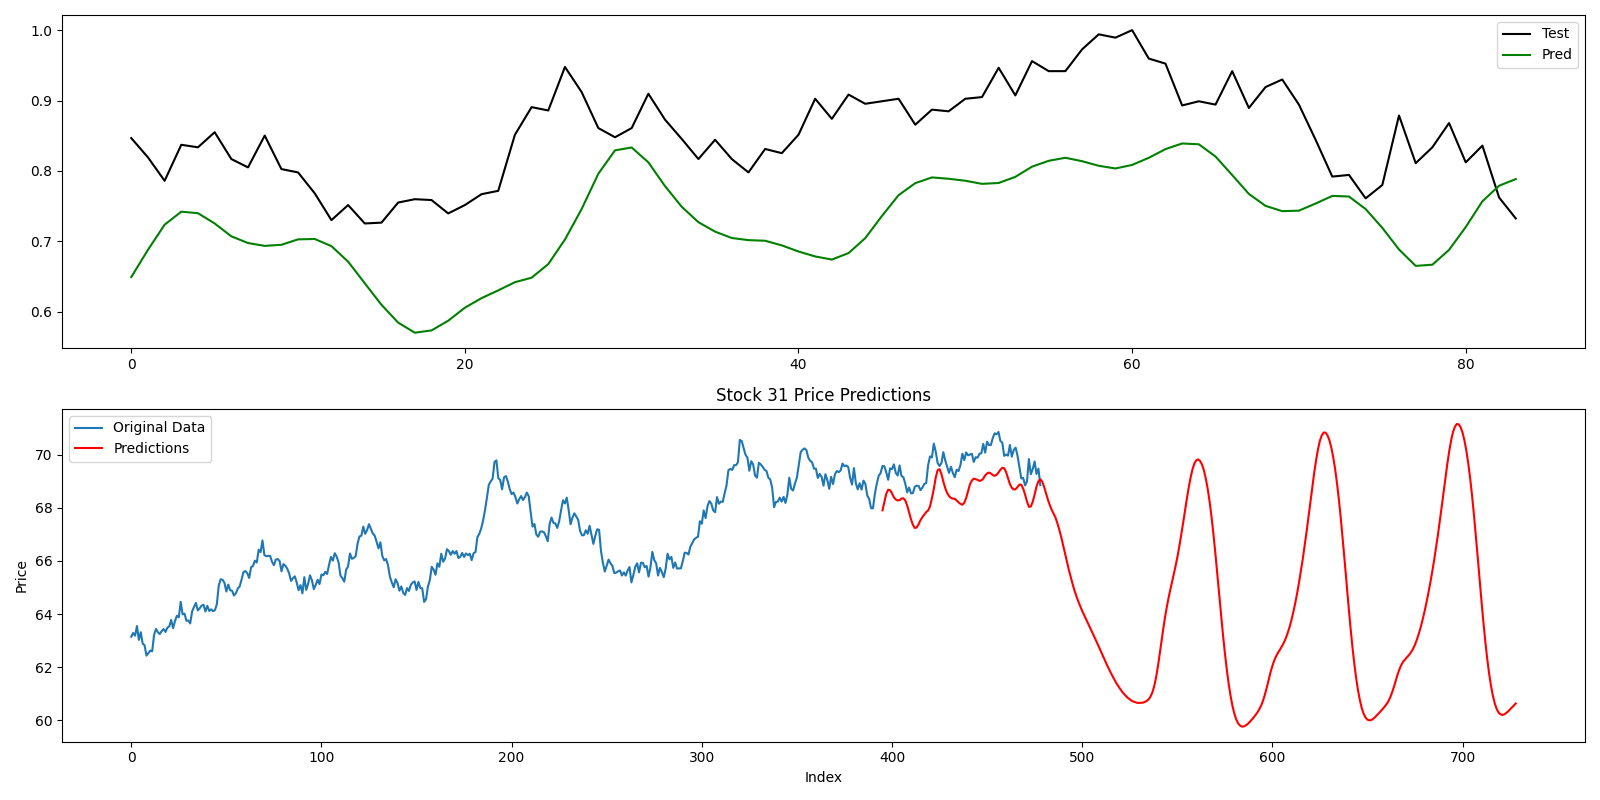 1.0
0.9
0.8
0.7
0.6
Test
Pred
0 20 40 60 80
Stock 31 Price Predictions
Original Data
Predictions
Price
70
68
66
64
62
60
0 100 200 300 400 500 600 700
Index